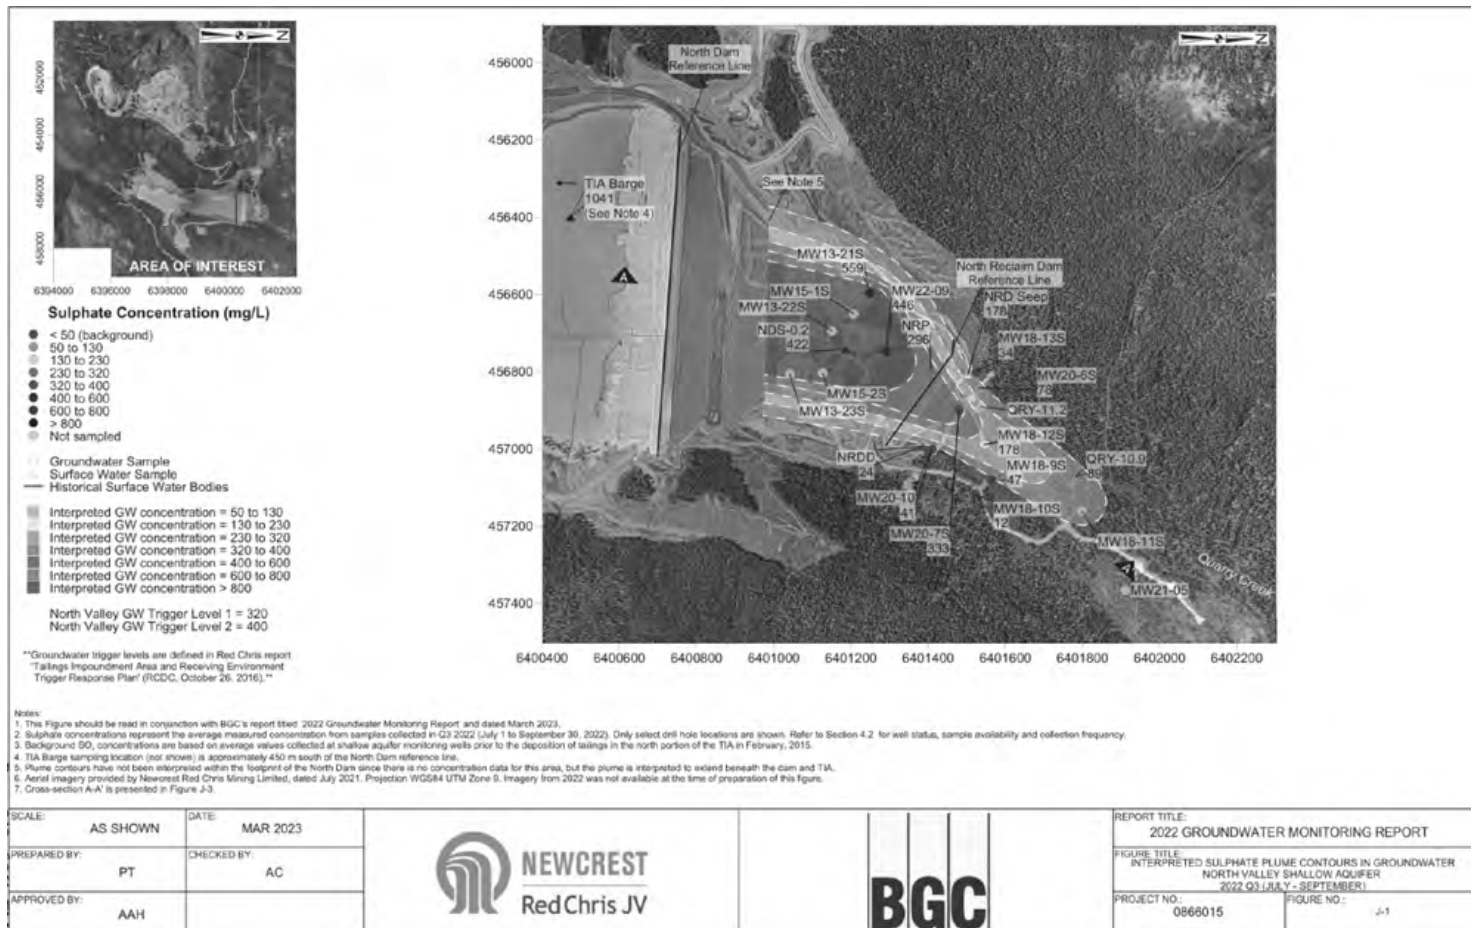 Z
452000
454000
456000
458000
AREA OF INTEREST
6394000 6396000 6398000 6400000 6402000
Sulphate Concentration (mg/L)
< 50 (background)
50 to 130
130 to 230
230 to 320
320 to 400
400 to 600
600 to 800
> 800
Not sampled
Groundwater Sample
Surface Water Sample
Historical Surface Water Bodies
Interpreted GW concentration = 50 to 130
Interpreted GW concentration = 130 to 230
Interpreted GW concentration = 230 to 320
Interpreted GW concentration = 320 to 400
Interpreted GW concentration = 400 to 600
Interpreted GW concentration = 600 to 800
Interpreted GW concentration > 800
North Valley GW Trigger Level 1 = 320
North Valley GW Trigger Level 2 = 400
**Groundwater trigger levels are defined in Red Chris report
'Tailings Impoundment Area and Receiving Environment
Trigger Response Plan' (RCDC, October 26, 2016).**
456000
456200
456400
456600
456800
457000
457200
457400
6400400 6400600 6400800 6401000 6401200 6401400 6401600 6401800 6402000 6402200
Z
North Dam
Reference Line
TIA Barge
1041
(See Note 4)
See Note 5
A
MW13-21S
559
North Reclaim Dam
Reference Line
MW15-1S
MW22-09
446
NRD Seep
178
MW13-22S
NDS-0.2
422
NRP
296
MW18-13S
34
MW20-6S
78
MW15-2S
MW13-23S
QRY-11.2
MW18-12S
178
NRDD
24
MW18-9S
47
QRY-10.9
89
MW20-10
41
MW18-10S
12
MW20-7S
333
MW18-11S
A
Quarry Creek
MW21-05
Notes:
1. This Figure should be read in conjunction with BGC's report titled '2022 Groundwater Monitoring Report' and dated March 2023.
2. Sulphate concentrations represent the average measured concentration from samples collected in Q3 2022 (July 1 to September 30, 2022). Only select drill hole locations are shown. Refer to Section 4.2 for well status, sample availability and collection frequency.
3. Background SO₄ concentrations are based on average values collected at shallow aquifer monitoring wells prior to the deposition of tailings in the north portion of the TIA in February, 2015.
4. TIA Barge sampling location (not shown) is approximately 450 m south of the North Dam reference line.
5. Plume contours have not been interpreted within the footprint of the North Dam since there is no concentration data for this area, but the plume is interpreted to extend beneath the dam and TIA.
6. Aerial imagery provided by Newcrest Red Chris Mining Limited, dated July 2021. Projection WGS84 UTM Zone 9. Imagery from 2022 was not available at the time of preparation of this figure.
7. Cross-section A-A' is presented in Figure J-3.
SCALE: AS SHOWN
DATE: MAR 2023
PREPARED BY: PT
CHECKED BY: AC
APPROVED BY: AAH
NEWCREST
Red Chris JV
BGC
REPORT TITLE:
2022 GROUNDWATER MONITORING REPORT
FIGURE TITLE:
INTERPRETED SULPHATE PLUME CONTOURS IN GROUNDWATER
NORTH VALLEY SHALLOW AQUIFER
2022 Q3 (JULY - SEPTEMBER)
PROJECT NO.: 0866015
FIGURE NO.: J-1